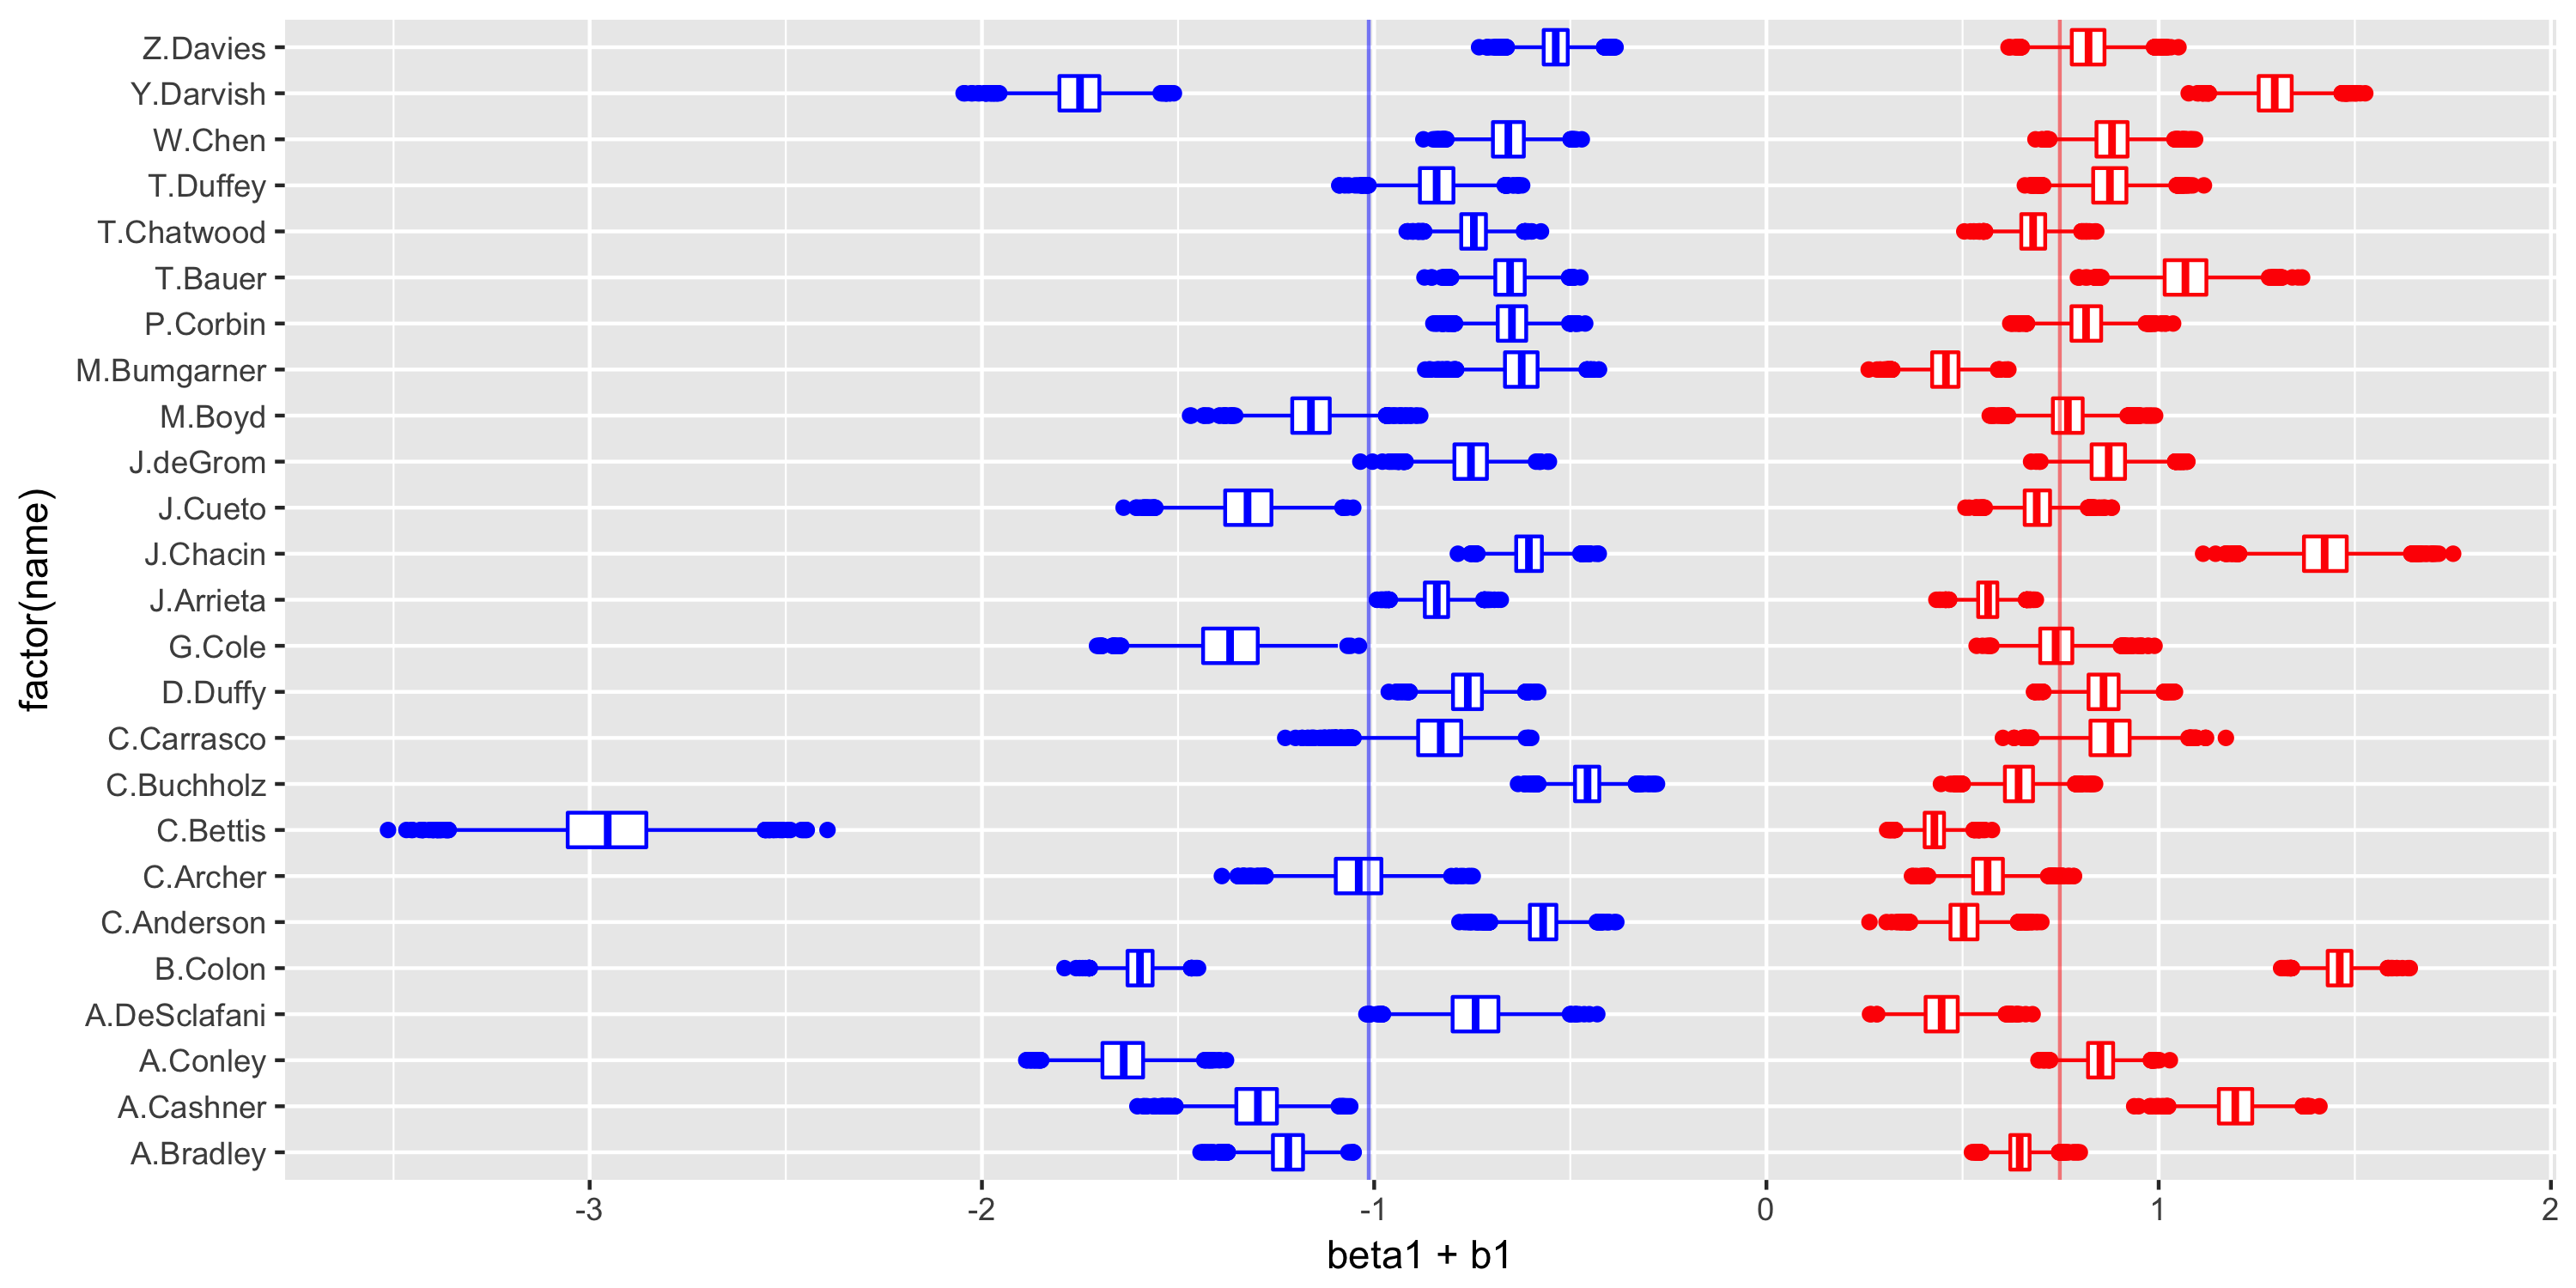 Z.Davies
Y.Darvish
W.Chen
T.Duffey
T.Chatwood
T.Bauer
P.Corbin
M.Bumgarner
M.Boyd
J.deGrom
J.Cueto
J.Chacin
J.Arrieta
G.Cole
D.Duffy
C.Carrasco
C.Buchholz
C.Bettis
C.Archer
C.Anderson
B.Colon
A.DeSclafani
A.Conley
A.Cashner
A.Bradley
factor(name)
-3 -2 -1 0 1 2
beta1 + b1